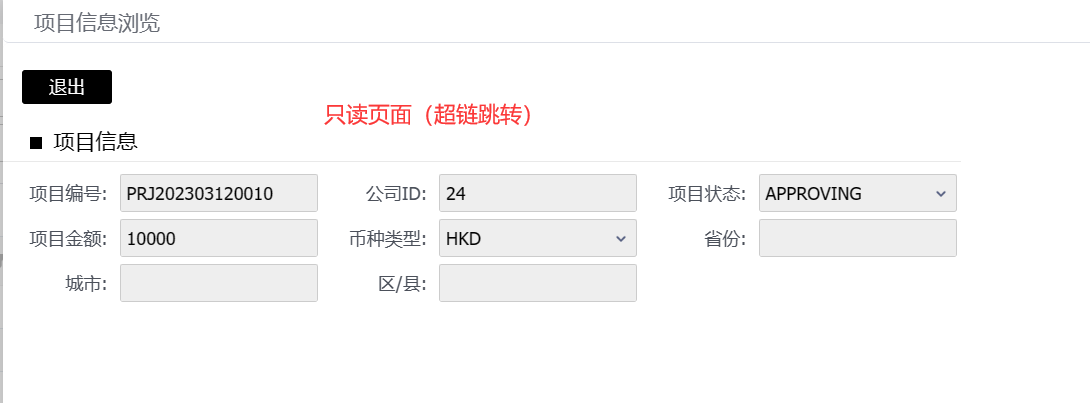 项目信息浏览
退出
只读页面（超链跳转）
■ 项目信息
项目编号: PRJ202303120010 公司ID: 24 项目状态: APPROVING
项目金额: 10000 币种类型: HKD 省份:
城市: 区/县: